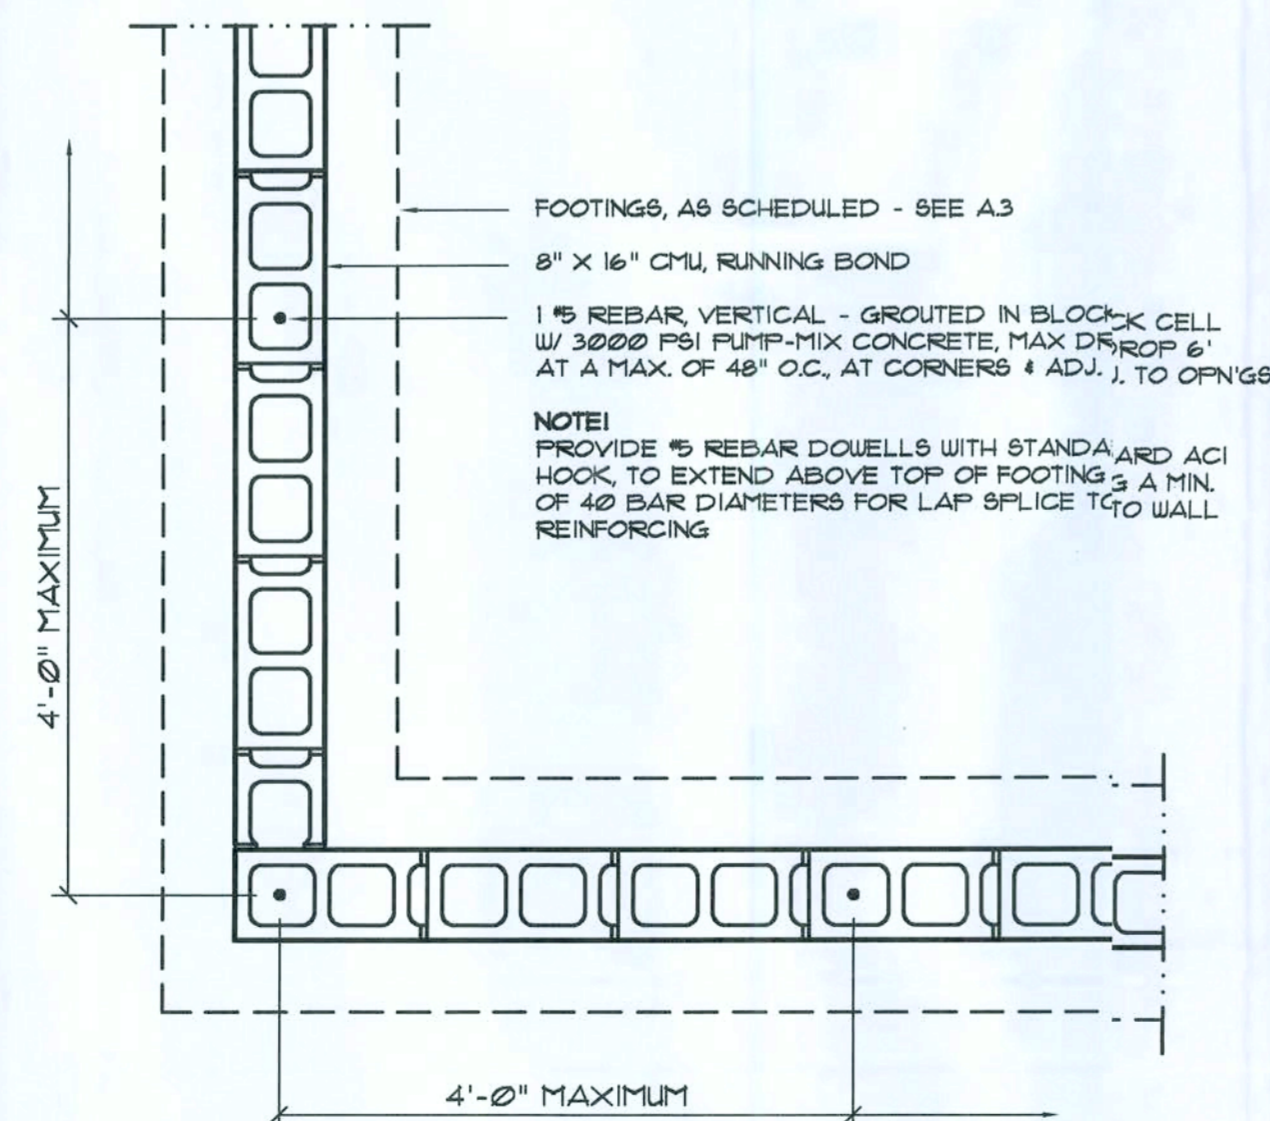 FOOTINGS, AS SCHEDULED - SEE A.3
8" X 16" CMU, RUNNING BOND
1 #5 REBAR, VERTICAL - GROUTED IN BLOCK CELL
W/ 3000 PSI PUMP-MIX CONCRETE, MAX DROP 6'
AT A MAX. OF 48" O.C., AT CORNERS & ADJ. TO OPN'GS
NOTE!
PROVIDE #5 REBAR DOWELLS WITH STANDARD ACI
HOOK, TO EXTEND ABOVE TOP OF FOOTING A MIN.
OF 40 BAR DIAMETERS FOR LAP SPLICE TO WALL
REINFORCING
4'-0" MAXIMUM
4'-0" MAXIMUM